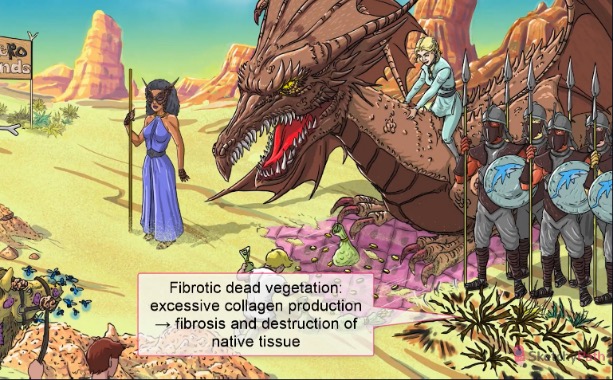 Fibrotic dead vegetation:
excessive collagen production
→ fibrosis and destruction of
native tissue